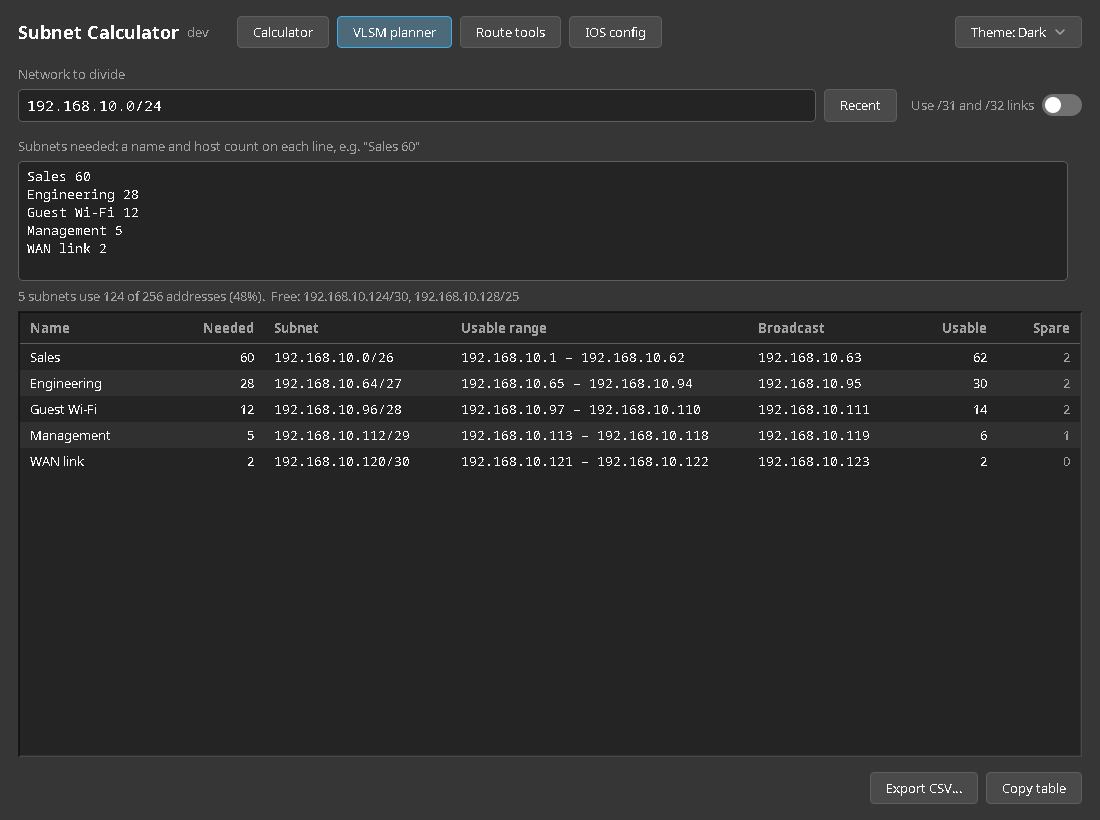 Subnet Calculator dev Calculator VLSM planner Route tools IOS config Theme: Dark
Network to divide
192.168.10.0/24 Recent Use /31 and /32 links
Subnets needed: a name and host count on each line, e.g. "Sales 60"
Sales 60
Engineering 28
Guest Wi-Fi 12
Management 5
WAN link 2
5 subnets use 124 of 256 addresses (48%). Free: 192.168.10.124/30, 192.168.10.128/25
Name Needed Subnet Usable range Broadcast Usable Spare
Sales 60 192.168.10.0/26 192.168.10.1 – 192.168.10.62 192.168.10.63 62 2
Engineering 28 192.168.10.64/27 192.168.10.65 – 192.168.10.94 192.168.10.95 30 2
Guest Wi-Fi 12 192.168.10.96/28 192.168.10.97 – 192.168.10.110 192.168.10.111 14 2
Management 5 192.168.10.112/29 192.168.10.113 – 192.168.10.118 192.168.10.119 6 1
WAN link 2 192.168.10.120/30 192.168.10.121 – 192.168.10.122 192.168.10.123 2 0
Export CSV... Copy table